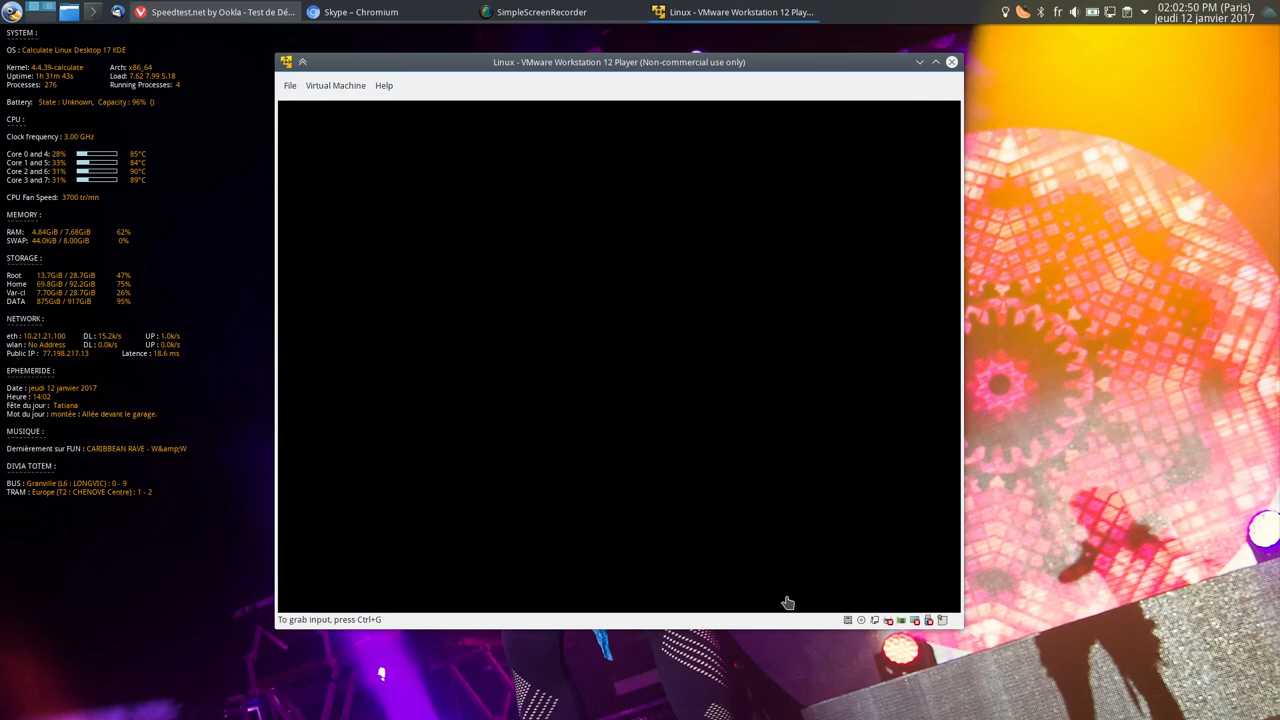 Speedtest.net by Ookla - Test de Dé...
Skype – Chromium
SimpleScreenRecorder
Linux - VMware Workstation 12 Play...
fr
02:02:50 PM (Paris)
jeudi 12 janvier 2017
SYSTEM :
OS : Calculate Linux Desktop 17 KDE
Kernel: 4.4.39-calculate Arch: x86_64
Uptime: 1h 31m 43s Load: 7.62 7.99 5.18
Processes: 276 Running Processes: 4
Battery: State : Unknown, Capacity : 96% ()
CPU :
Clock frequency : 3.00 GHz
Core 0 and 4: 28% 85°C
Core 1 and 5: 33% 84°C
Core 2 and 6: 31% 90°C
Core 3 and 7: 31% 89°C
CPU Fan Speed: 3700 tr/mn
MEMORY :
RAM: 4.84GiB / 7.68GiB 62%
SWAP: 44.0KiB / 8.00GiB 0%
STORAGE :
Root 13.7GiB / 28.7GiB 47%
Home 69.8GiB / 92.2GiB 75%
Var-cl 7.70GiB / 28.7GiB 26%
DATA 875GiB / 917GiB 95%
NETWORK :
eth : 10.21.21.100 DL : 15.2k/s UP : 1.0k/s
wlan : No Address DL : 0.0k/s UP : 0.0k/s
Public IP : 77.198.217.13 Latence : 18.6 ms
EPHEMERIDE :
Date : jeudi 12 janvier 2017
Heure : 14:02
Fête du jour : Tatiana
Mot du jour : montée : Allée devant le garage.
MUSIQUE :
Dernièrement sur FUN : CARIBBEAN RAVE - W&amp;W
DIVIA TOTEM :
BUS : Granville (L6 : LONGVIC) : 0 - 9
TRAM : Europe (T2 : CHENOVE Centre) : 1 - 2
Linux - VMware Workstation 12 Player (Non-commercial use only)
File Virtual Machine Help
To grab input, press Ctrl+G